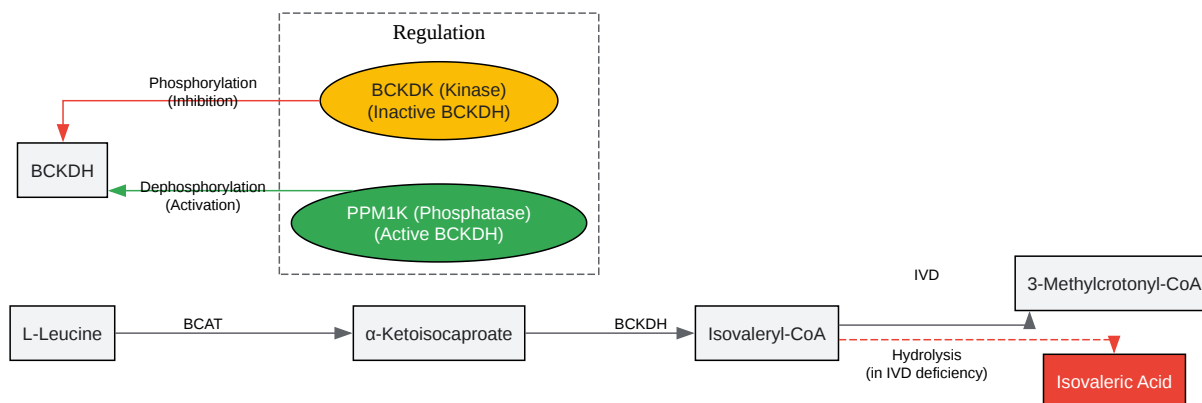 Regulation
Phosphorylation
(Inhibition)
BCKDK (Kinase)
(Inactive BCKDH)
BCKDH
Dephosphorylation
(Activation)
PPM1K (Phosphatase)
(Active BCKDH)
IVD
3-Methylcrotonyl-CoA
L-Leucine
BCAT
α-Ketoisocaproate
BCKDH
Isovaleryl-CoA
Hydrolysis
(in IVD deficiency)
Isovaleric Acid